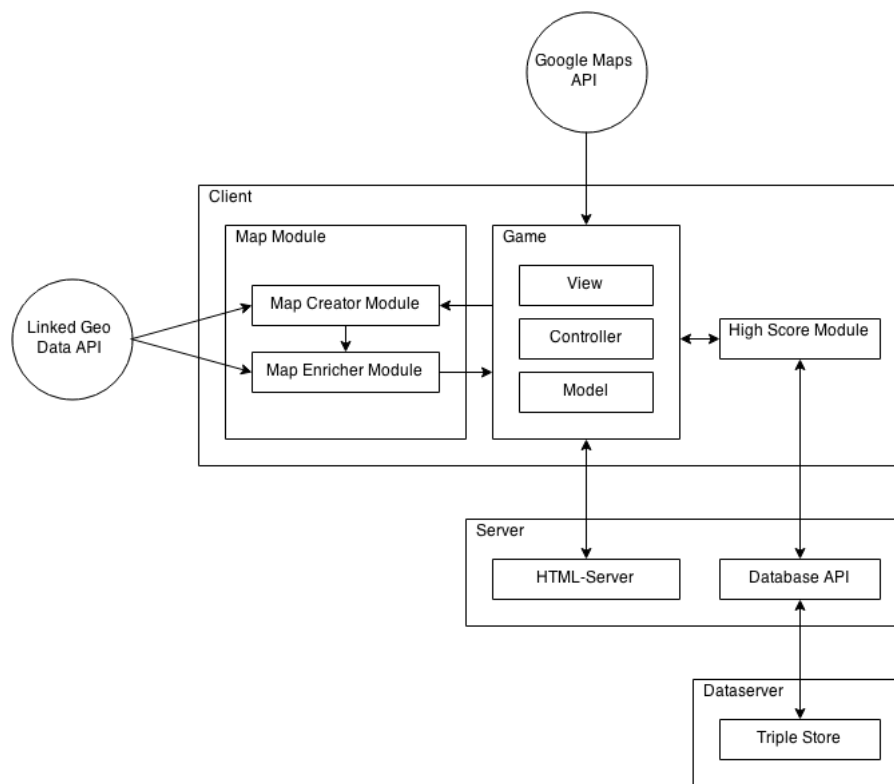 Google Maps
API
Client
Map Module
Game
View
Map Creator Module
Linked Geo
Data API
Controller
High Score Module
Map Enricher Module
Model
Server
HTML-Server
Database API
Dataserver
Triple Store